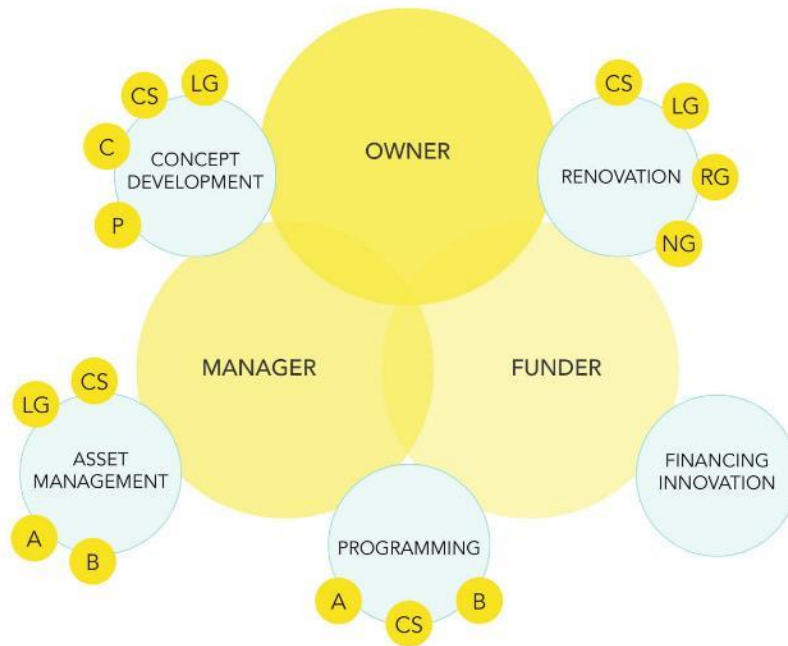 LG
CS
C
P
CONCEPT
DEVELOPMENT
OWNER
CS
LG
RG
NG
RENOVATION
MANAGER
FUNDER
CS
LG
ASSET
MANAGEMENT
A
B
PROGRAMMING
A
CS
B
FINANCING
INNOVATION